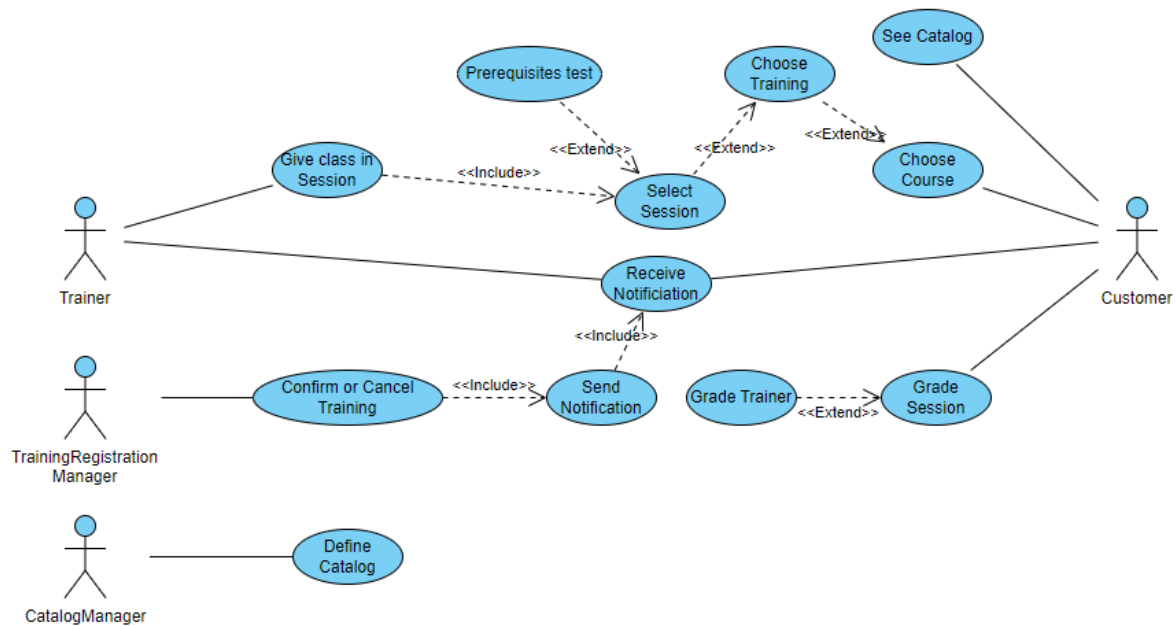 See Catalog
Prerequisites test
Choose
Training
<<Extend>>
<<Extend>>
<<Extend>>
Give class in
Session
<<Include>>
Select
Session
Choose
Course
Trainer
Receive
Notificiation
Customer
<<Include>>
Confirm or Cancel
Training
<<Include>>
Send
Notification
Grade Trainer
<<Extend>>
Grade
Session
TrainingRegistration
Manager
Define
Catalog
CatalogManager